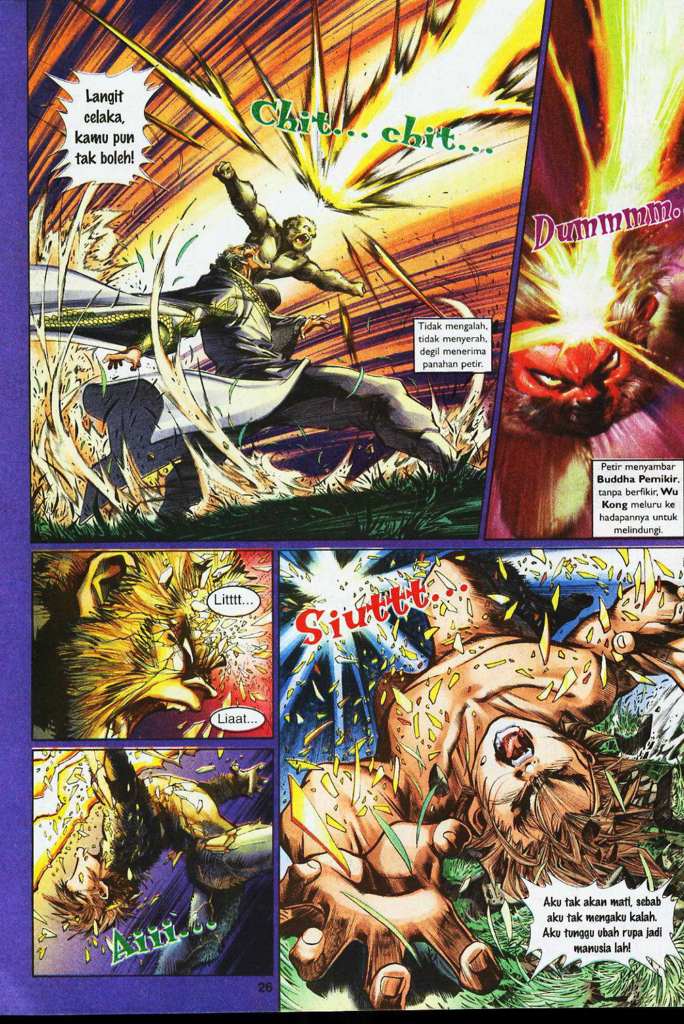 Langit
celaka,
kamu pun
tak boleh!
Chit... chit...
Tidak mengalah,
tidak menyerah,
degil menerima
panahan petir.
Dummmm.
Petir menyambar
Buddha Pemikir,
tanpa berfikir, Wu
Kong meluru ke
hadapannya untuk
melindungi.
Litttt...
Liaat...
Aiii...
Siuttt...
Aku tak akan mati, sebab
aku tak mengaku kalah.
Aku tunggu ubah rupa jadi
manusia lah!
26